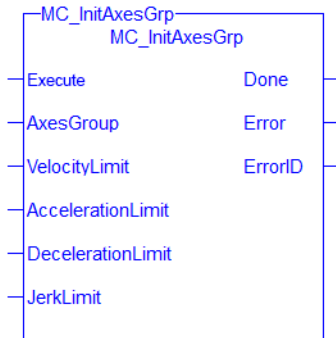 MC_InitAxesGrp
MC_InitAxesGrp
Execute Done
AxesGroup Error
VelocityLimit ErrorID
AccelerationLimit
DecelerationLimit
JerkLimit